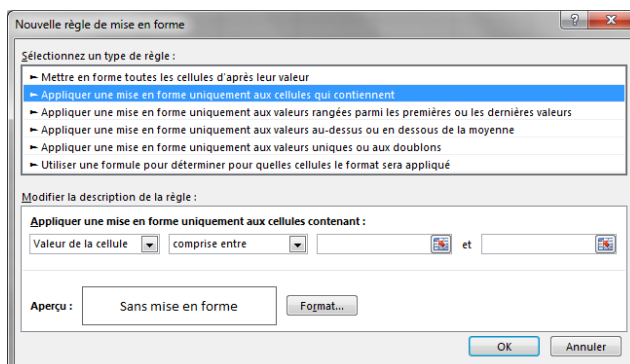 Nouvelle règle de mise en forme
Sélectionnez un type de règle :
► Mettre en forme toutes les cellules d'après leur valeur
► Appliquer une mise en forme uniquement aux cellules qui contiennent
► Appliquer une mise en forme uniquement aux valeurs rangées parmi les premières ou les dernières valeurs
► Appliquer une mise en forme uniquement aux valeurs au-dessus ou en dessous de la moyenne
► Appliquer une mise en forme uniquement aux valeurs uniques ou aux doublons
► Utiliser une formule pour déterminer pour quelles cellules le format sera appliqué
Modifier la description de la règle :
Appliquer une mise en forme uniquement aux cellules contenant :
Valeur de la cellule comprise entre et
Aperçu : Sans mise en forme Format...
OK Annuler